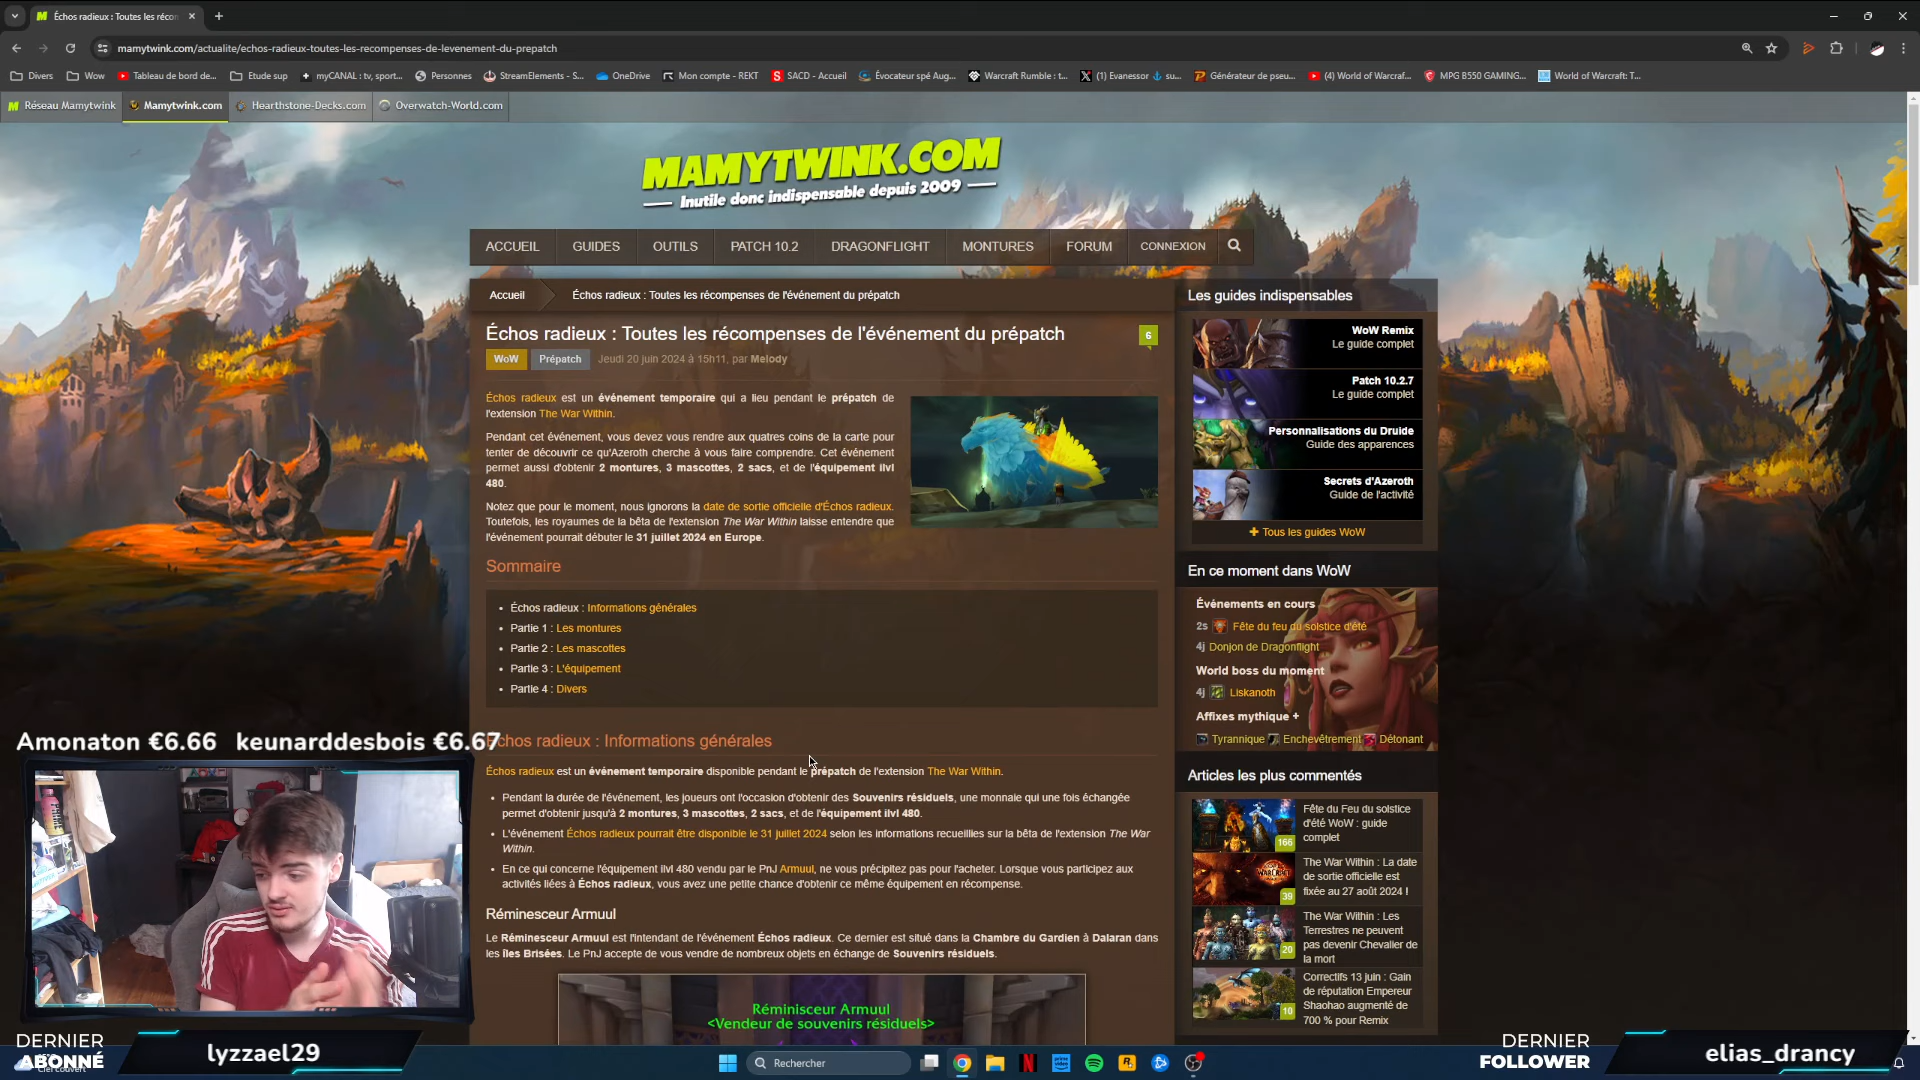 Échos radieux : Toutes les récon
mamytwink.com/actualite/echos-radieux-toutes-les-recompenses-de-levenement-du-prepatch
Divers
Wow
Tableau de bord de...
Etude sup
myCANAL : tv, sport...
Personnes
StreamElements - S...
OneDrive
Mon compte - REKT
SACD - Accueil
Évocateur spé Aug...
Warcraft Rumble : t...
(1) Evanessor ⚓ su...
Générateur de pseu...
(4) World of Warcraf...
MPG B550 GAMING...
World of Warcraft: T...
Réseau Mamytwink
Mamytwink.com
Hearthstone-Decks.com
Overwatch-World.com
MAMYTWINK.COM
Inutile donc indispensable depuis 2009
ACCUEIL
GUIDES
OUTILS
PATCH 10.2
DRAGONFLIGHT
MONTURES
FORUM
CONNEXION
Accueil
Échos radieux : Toutes les récompenses de l'événement du prépatch
Échos radieux : Toutes les récompenses de l'événement du prépatch
6
WoW
Prépatch
Jeudi 20 juin 2024 à 15h11, par Melody
Échos radieux est un événement temporaire qui a lieu pendant le prépatch de
l'extension The War Within.
Pendant cet événement, vous devez vous rendre aux quatres coins de la carte pour
tenter de découvrir ce qu'Azeroth cherche à vous faire comprendre. Cet événement
permet aussi d'obtenir 2 montures, 3 mascottes, 2 sacs, et de l'équipement ilvl
480.
Notez que pour le moment, nous ignorons la date de sortie officielle d'Échos radieux.
Toutefois, les royaumes de la bêta de l'extension The War Within laisse entendre que
l'événement pourrait débuter le 31 juillet 2024 en Europe.
Sommaire
• Échos radieux : Informations générales
• Partie 1 : Les montures
• Partie 2 : Les mascottes
• Partie 3 : L'équipement
• Partie 4 : Divers
chos radieux : Informations générales
Échos radieux est un événement temporaire disponible pendant le prépatch de l'extension The War Within.
• Pendant la durée de l'événement, les joueurs ont l'occasion d'obtenir des Souvenirs résiduels, une monnaie qui une fois échangée
permet d'obtenir jusqu'à 2 montures, 3 mascottes, 2 sacs, et de l'équipement ilvl 480.
• L'événement Échos radieux pourrait être disponible le 31 juillet 2024 selon les informations recueillies sur la bêta de l'extension The War
Within.
• En ce qui concerne l'équipement ilvl 480 vendu par le PnJ Armuul, ne vous précipitez pas pour l'acheter. Lorsque vous participez aux
activités liées à Échos radieux, vous avez une petite chance d'obtenir ce même équipement en récompense.
Réminesceur Armuul
Le Réminesceur Armuul est l'intendant de l'événement Échos radieux. Ce dernier est situé dans la Chambre du Gardien à Dalaran dans
les Îles Brisées. Le PnJ accepte de vous vendre de nombreux objets en échange de Souvenirs résiduels.
Réminisceur Armuul
<Vendeur de souvenirs résiduels>
Les guides indispensables
WoW Remix
Le guide complet
Patch 10.2.7
Le guide complet
Personnalisations du Druide
Guide des apparences
Secrets d'Azeroth
Guide de l'activité
+ Tous les guides WoW
En ce moment dans WoW
Événements en cours
2s Fête du feu du solstice d'été
4j Donjon de Dragonflight
World boss du moment
4j Liskanoth
Affixes mythique +
Tyrannique Enchevêtrement Détonant
Articles les plus commentés
Fête du Feu du solstice
d'été WoW : guide
complet
166
The War Within : La date
de sortie officielle est
fixée au 27 août 2024 !
39
The War Within : Les
Terrestres ne peuvent
pas devenir Chevalier de
la mort
20
Correctifs 13 juin : Gain
de réputation Empereur
Shaohao augmenté de
700 % pour Remix
10
Amonaton €6.66 keunarddesbois €6.67
DERNIER
ABONNÉ
lyzzael29
Ciel couvert
Rechercher
DERNIER
FOLLOWER
elias_drancy